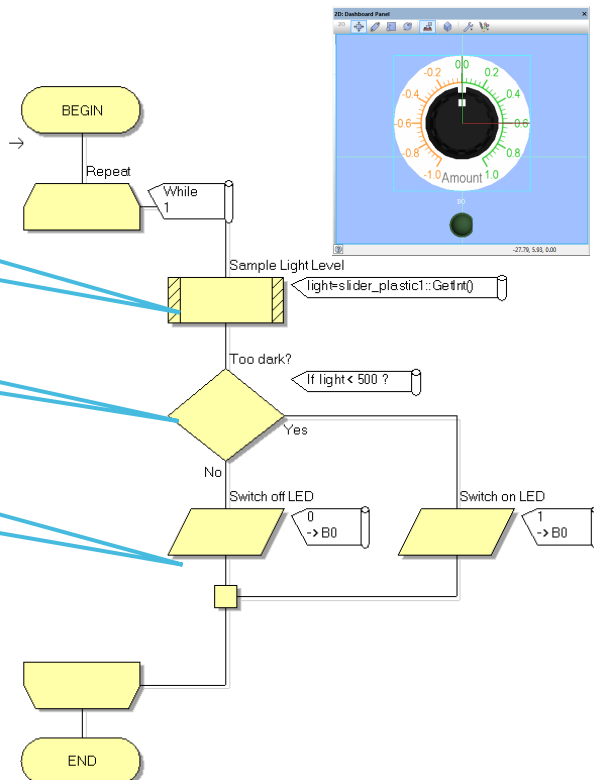 2D: Dashboard Panel
0.0
-0.2
0.2
-0.4
0.4
-0.6
0.6
-0.8
0.8
-1.0
Amount
1.0
B0
-27.79, 5.93, 0.00
BEGIN
Repeat
While
1
Sample Light Level
light=slider_plastic1::GetInt()
Too dark?
If light < 500 ?
Yes
No
Switch off LED
0
-> B0
Switch on LED
1
-> B0
END